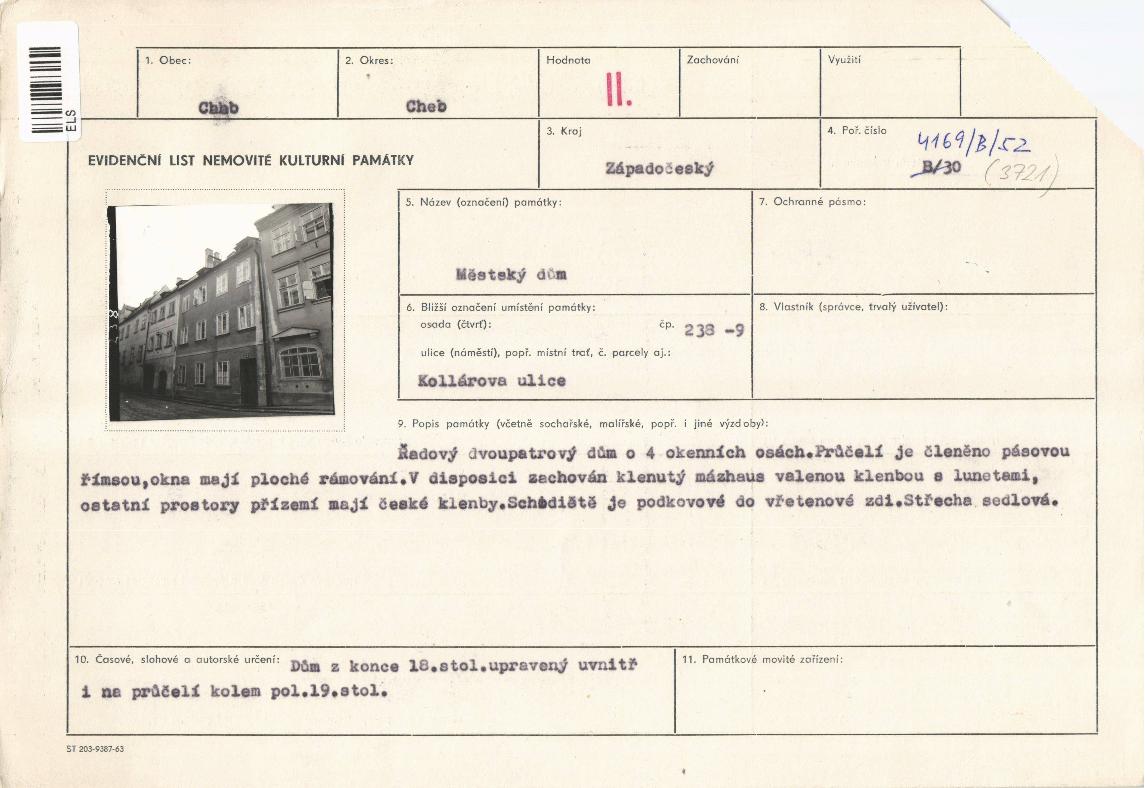 ELS
1. Obec:
Cheb
2. Okres:
Cheb
Hodnota
II.
Zachování
Využití
EVIDENČNÍ LIST NEMOVITÉ KULTURNÍ PAMÁTKY
3. Kraj
Západočeský
4. Poř. číslo
4169/B/52
B/30 (3721)
5. Název (označení) památky:
Městský dům
7. Ochranné pásmo:
6. Bližší označení umístění památky:
osada (čtvrť):
čp. 238 -9
ulice (náměstí), popř. místní trať, č. parcely aj.:
Kollárova ulice
8. Vlastník (správce, trvalý uživatel):
9. Popis památky (včetně sochařské, malířské, popř. i jiné výzdoby):
Řadový dvoupatrový dům o 4 okenních osách.Průčelí je členěno pásovou
římsou,okna mají ploché rámování.V disposici zachován klenutý mázhaus valenou klenbou s lunetami,
ostatní prostory přízemí mají české klenby.Schodiště je podkovové do vřetenové zdi.Střecha sedlová.
10. Časové, slohové a autorské určení: Dům z konce 18.stol.upravený uvnitř
i na průčelí kolem pol.19.stol.
11. Památkové movité zařízení:
ST 203-9387-63